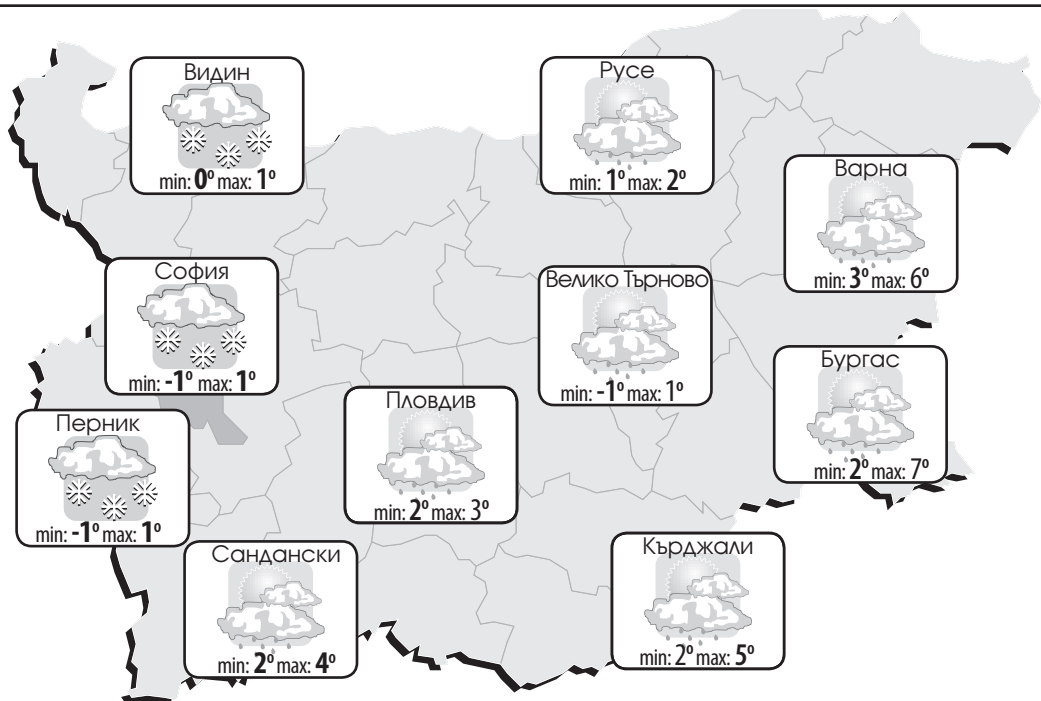 Видин
min: 0° max: 1°
Русе
min: 1° max: 2°
Варна
min: 3° max: 6°
София
min: -1° max: 1°
Велико Търново
min: -1° max: 1°
Бургас
min: 2° max: 7°
Пловдив
min: 2° max: 3°
Перник
min: -1° max: 1°
Сандански
min: 2° max: 4°
Кърджали
min: 2° max: 5°